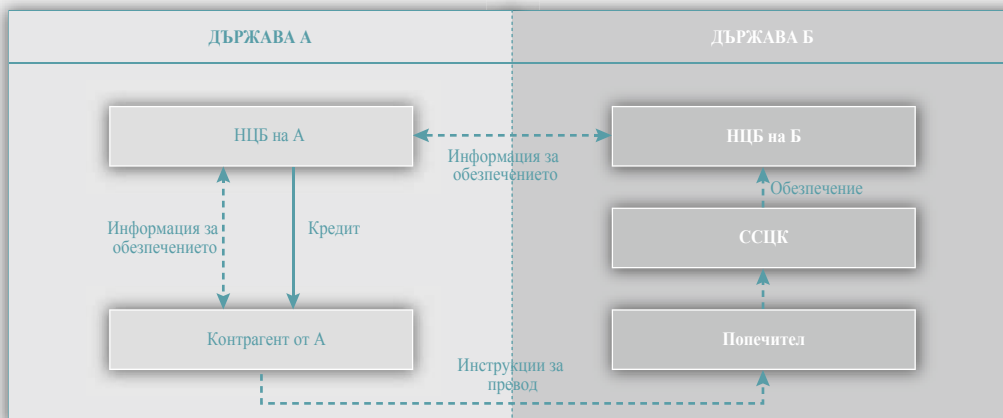 ДЪРЖАВА А
ДЪРЖАВА Б
НЦБ на А
НЦБ на Б
Информация за
обезпечението
Обезпечение
Информация за
обезпечението
Кредит
ССЦК
Контрагент от А
Попечител
Инструкции за
превод